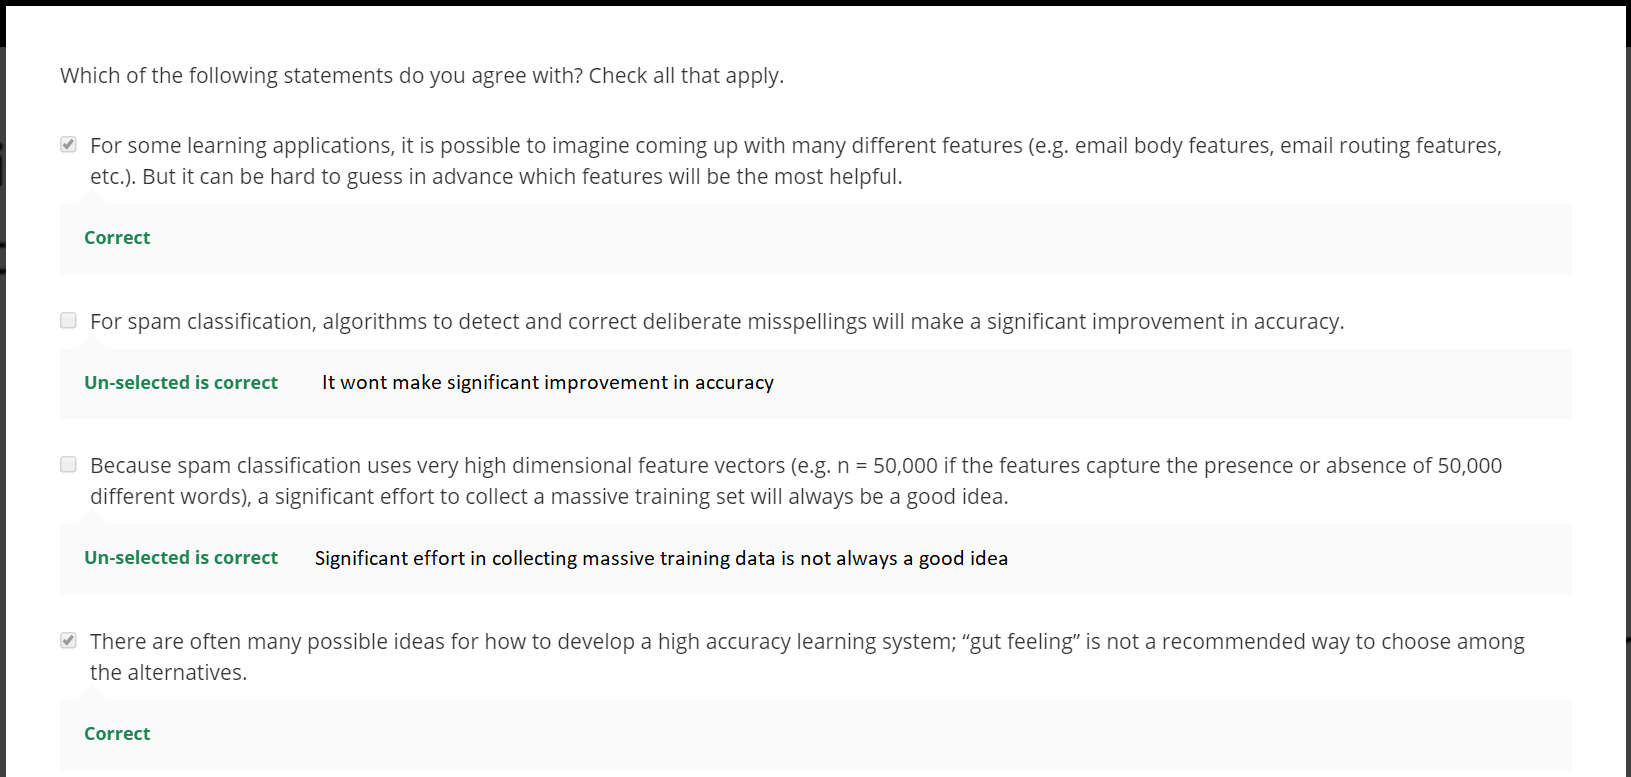 Which of the following statements do you agree with? Check all that apply.
For some learning applications, it is possible to imagine coming up with many different features (e.g. email body features, email routing features,
etc.). But it can be hard to guess in advance which features will be the most helpful.
Correct
For spam classification, algorithms to detect and correct deliberate misspellings will make a significant improvement in accuracy.
Un-selected is correct It wont make significant improvement in accuracy
Because spam classification uses very high dimensional feature vectors (e.g. n = 50,000 if the features capture the presence or absence of 50,000
different words), a significant effort to collect a massive training set will always be a good idea.
Un-selected is correct Significant effort in collecting massive training data is not always a good idea
There are often many possible ideas for how to develop a high accuracy learning system; “gut feeling” is not a recommended way to choose among
the alternatives.
Correct